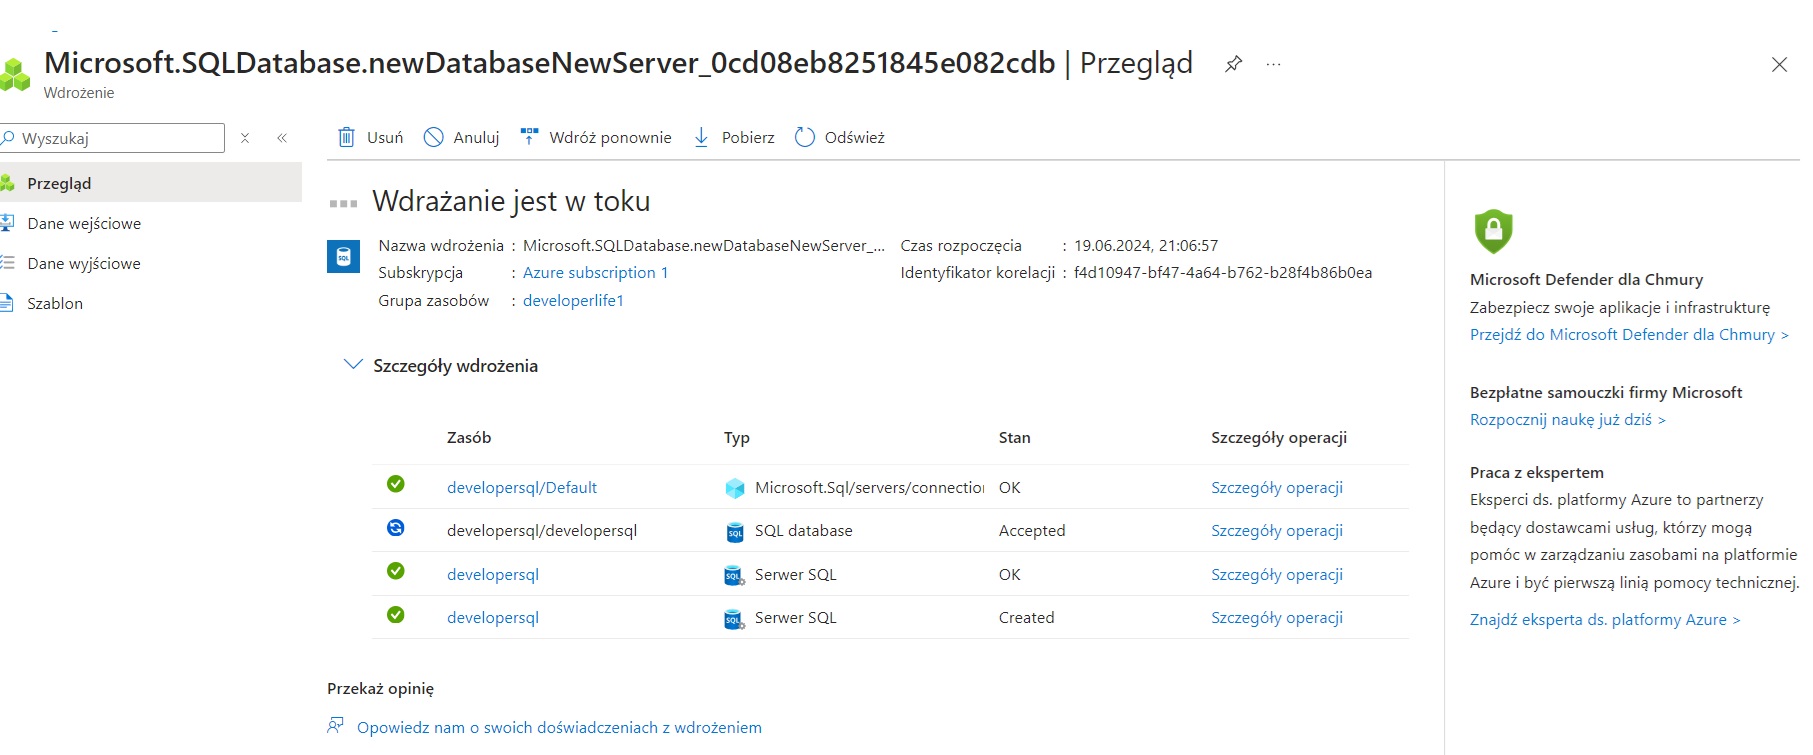 Microsoft.SQLDatabase.newDatabaseNewServer_0cd08eb8251845e082cdb | Przegląd
Wdrożenie
Wyszukaj
Usuń
Anuluj
Wdróż ponownie
Pobierz
Odśwież
Przegląd
Dane wejściowe
Dane wyjściowe
Szablon
Wdrażanie jest w toku
Nazwa wdrożenia : Microsoft.SQLDatabase.newDatabaseNewServer_...
Subskrypcja : Azure subscription 1
Grupa zasobów : developerlife1
Czas rozpoczęcia : 19.06.2024, 21:06:57
Identyfikator korelacji : f4d10947-bf47-4a64-b762-b28f4b86b0ea
Szczegóły wdrożenia
Zasób Typ Stan Szczegóły operacji
developersql/Default Microsoft.Sql/servers/connection OK Szczegóły operacji
developersql/developersql SQL database Accepted Szczegóły operacji
developersql Serwer SQL OK Szczegóły operacji
developersql Serwer SQL Created Szczegóły operacji
Przekaż opinię
Opowiedz nam o swoich doświadczeniach z wdrożeniem
Microsoft Defender dla Chmury
Zabezpiecz swoje aplikacje i infrastrukturę
Przejdź do Microsoft Defender dla Chmury >
Bezpłatne samouczki firmy Microsoft
Rozpocznij naukę już dziś >
Praca z ekspertem
Eksperci ds. platformy Azure to partnerzy
będący dostawcami usług, którzy mogą
pomóc w zarządzaniu zasobami na platformie
Azure i być pierwszą linią pomocy technicznej.
Znajdź eksperta ds. platformy Azure >